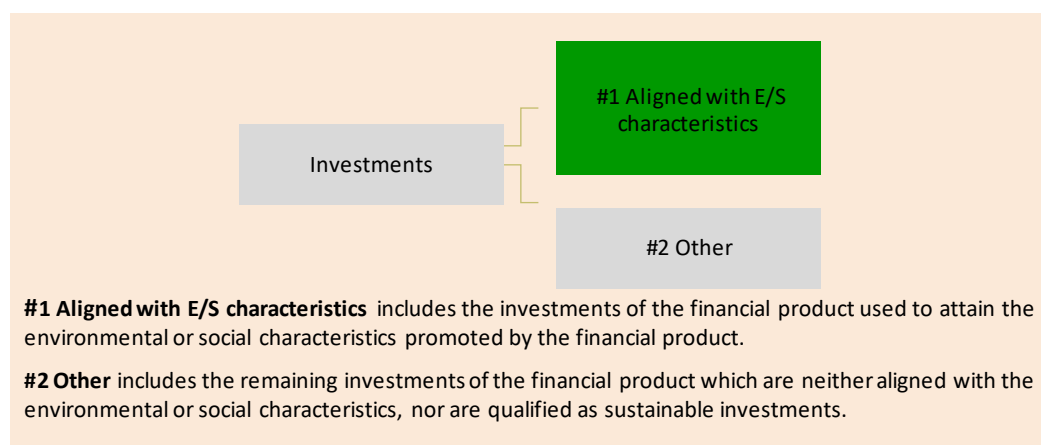 #1 Aligned with E/S
characteristics
Investments
#2 Other
#1 Aligned with E/S characteristics includes the investments of the financial product used to attain the
environmental or social characteristics promoted by the financial product.
#2 Other includes the remaining investments of the financial product which are neither aligned with the
environmental or social characteristics, nor are qualified as sustainable investments.